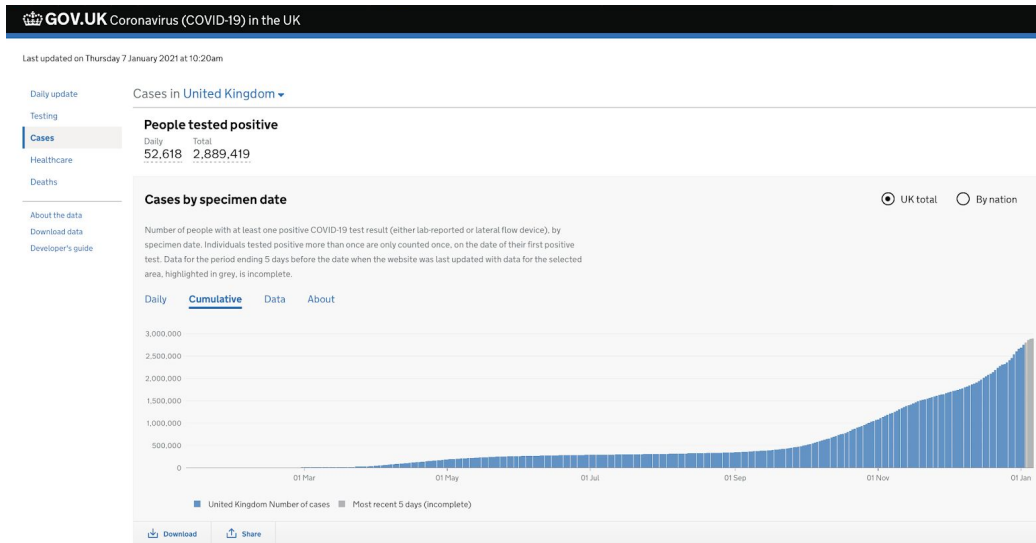 GOV.UK Coronavirus (COVID-19) in the UK
Last updated on Thursday 7 January 2021 at 10:20am
Daily update
Testing
Cases
Healthcare
Deaths
About the data
Download data
Developer's guide
Cases in United Kingdom
People tested positive
Daily Total
52,618 2,889,419
Cases by specimen date
UK total By nation
Number of people with at least one positive COVID-19 test result (either lab-reported or lateral flow device), by
specimen date. Individuals tested positive more than once are only counted once, on the date of their first positive
test. Data for the period ending 5 days before the date when the website was last updated with data for the selected
area, highlighted in grey, is incomplete.
Daily Cumulative Data About
3,000,000
2,500,000
2,000,000
1,500,000
1,000,000
500,000
0
01 Mar 01 May 01 Jul 01 Sep 01 Nov 01 Jan
United Kingdom Number of cases Most recent 5 days (incomplete)
Download Share